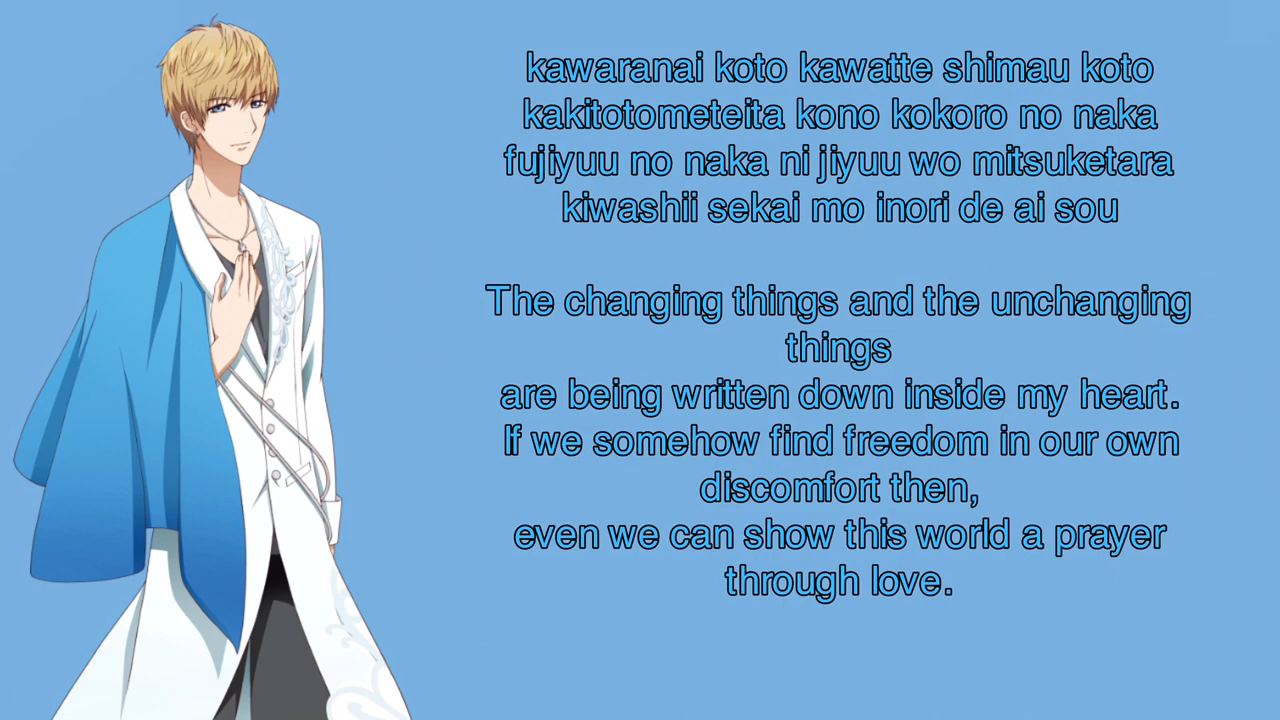 kawaranai koto kawatte shimau koto
kakitotometeita kono kokoro no naka
fujiyuu no naka ni jiyuu wo mitsuketara
kiwashii sekai mo inori de ai sou
The changing things and the unchanging
things
are being written down inside my heart.
If we somehow find freedom in our own
discomfort then,
even we can show this world a prayer
through love.